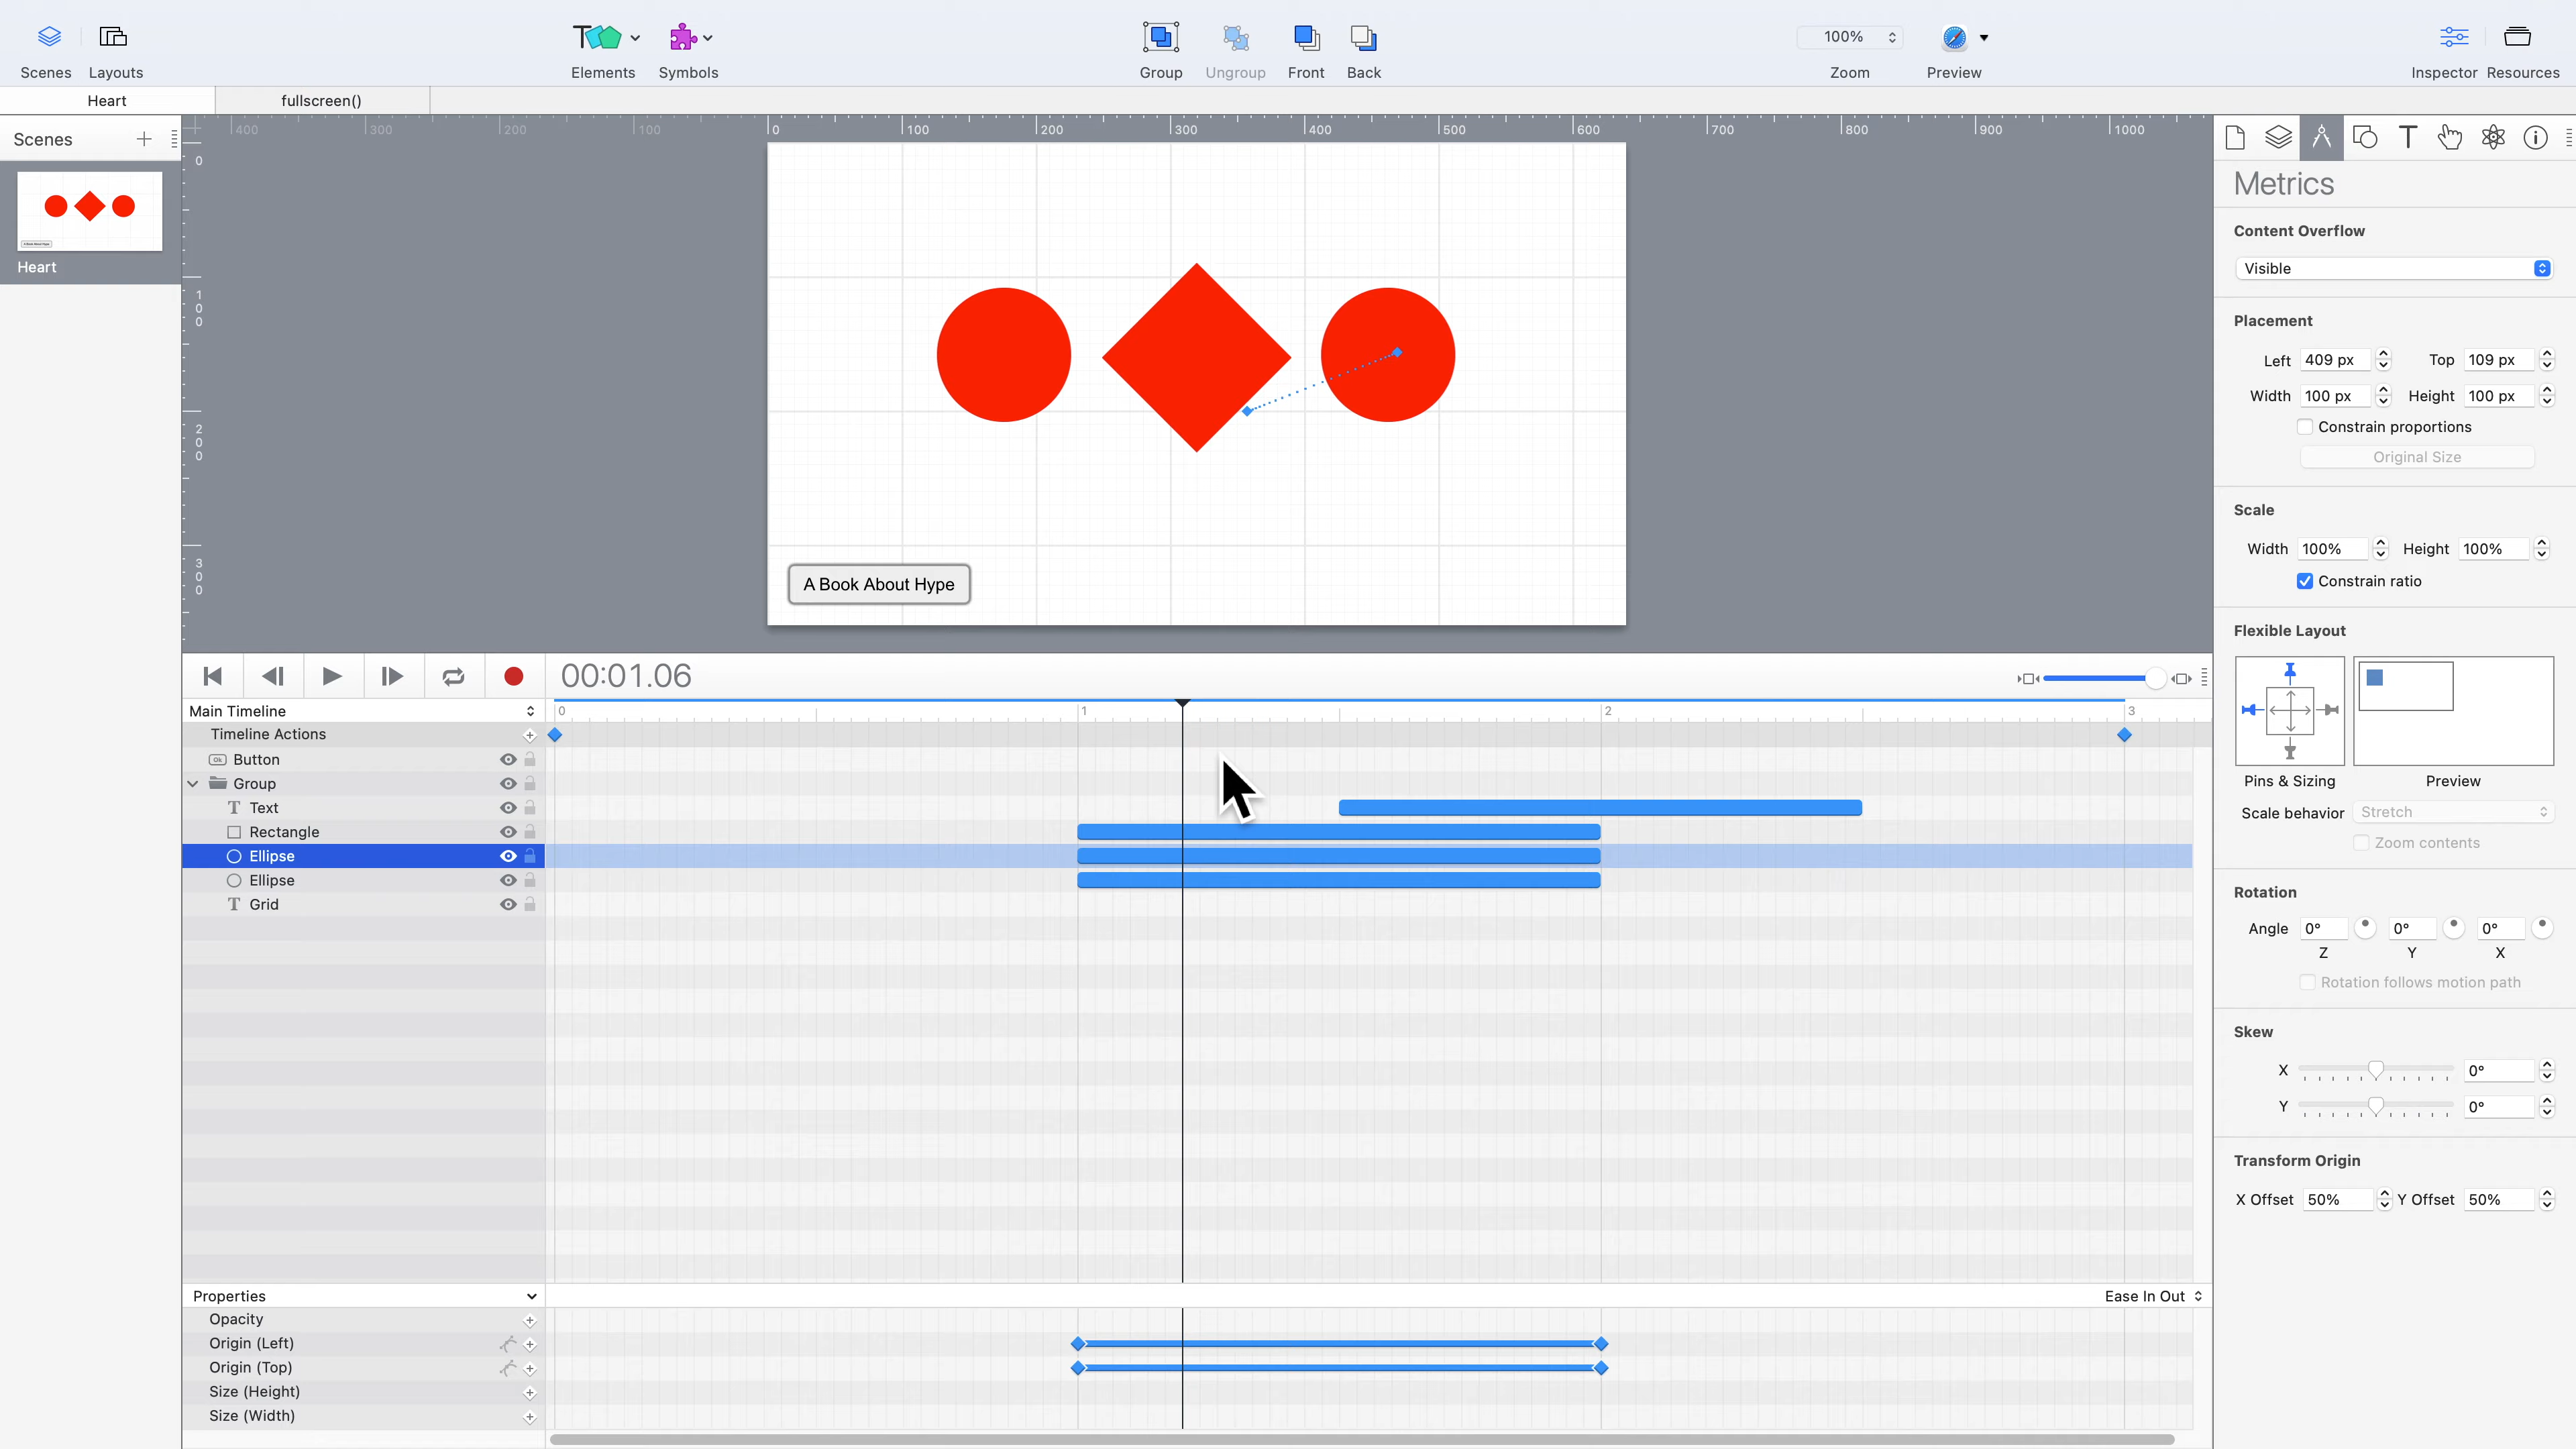 Scenes Layouts Elements Symbols Group Ungroup Front Back 100% Zoom Preview Inspector Resources
Heart fullscreen()
Scenes
Heart
400 300 200 100 0 100 200 300 400 500 600 700 800 900 1000
0
100
200
300
A Book About Hype
00:01.06
Main Timeline 0 1 2 3
Timeline Actions
Ok Button
Group
T Text
Rectangle
Ellipse
Ellipse
T Grid
Properties Ease In Out
Opacity
Origin (Left)
Origin (Top)
Size (Height)
Size (Width)
Metrics
Content Overflow
Visible
Placement
Left 409 px Top 109 px
Width 100 px Height 100 px
Constrain proportions
Original Size
Scale
Width 100% Height 100%
Constrain ratio
Flexible Layout
Pins & Sizing Preview
Scale behavior Stretch
Zoom contents
Rotation
Angle 0° 0° 0°
Z Y X
Rotation follows motion path
Skew
X 0°
Y 0°
Transform Origin
X Offset 50% Y Offset 50%